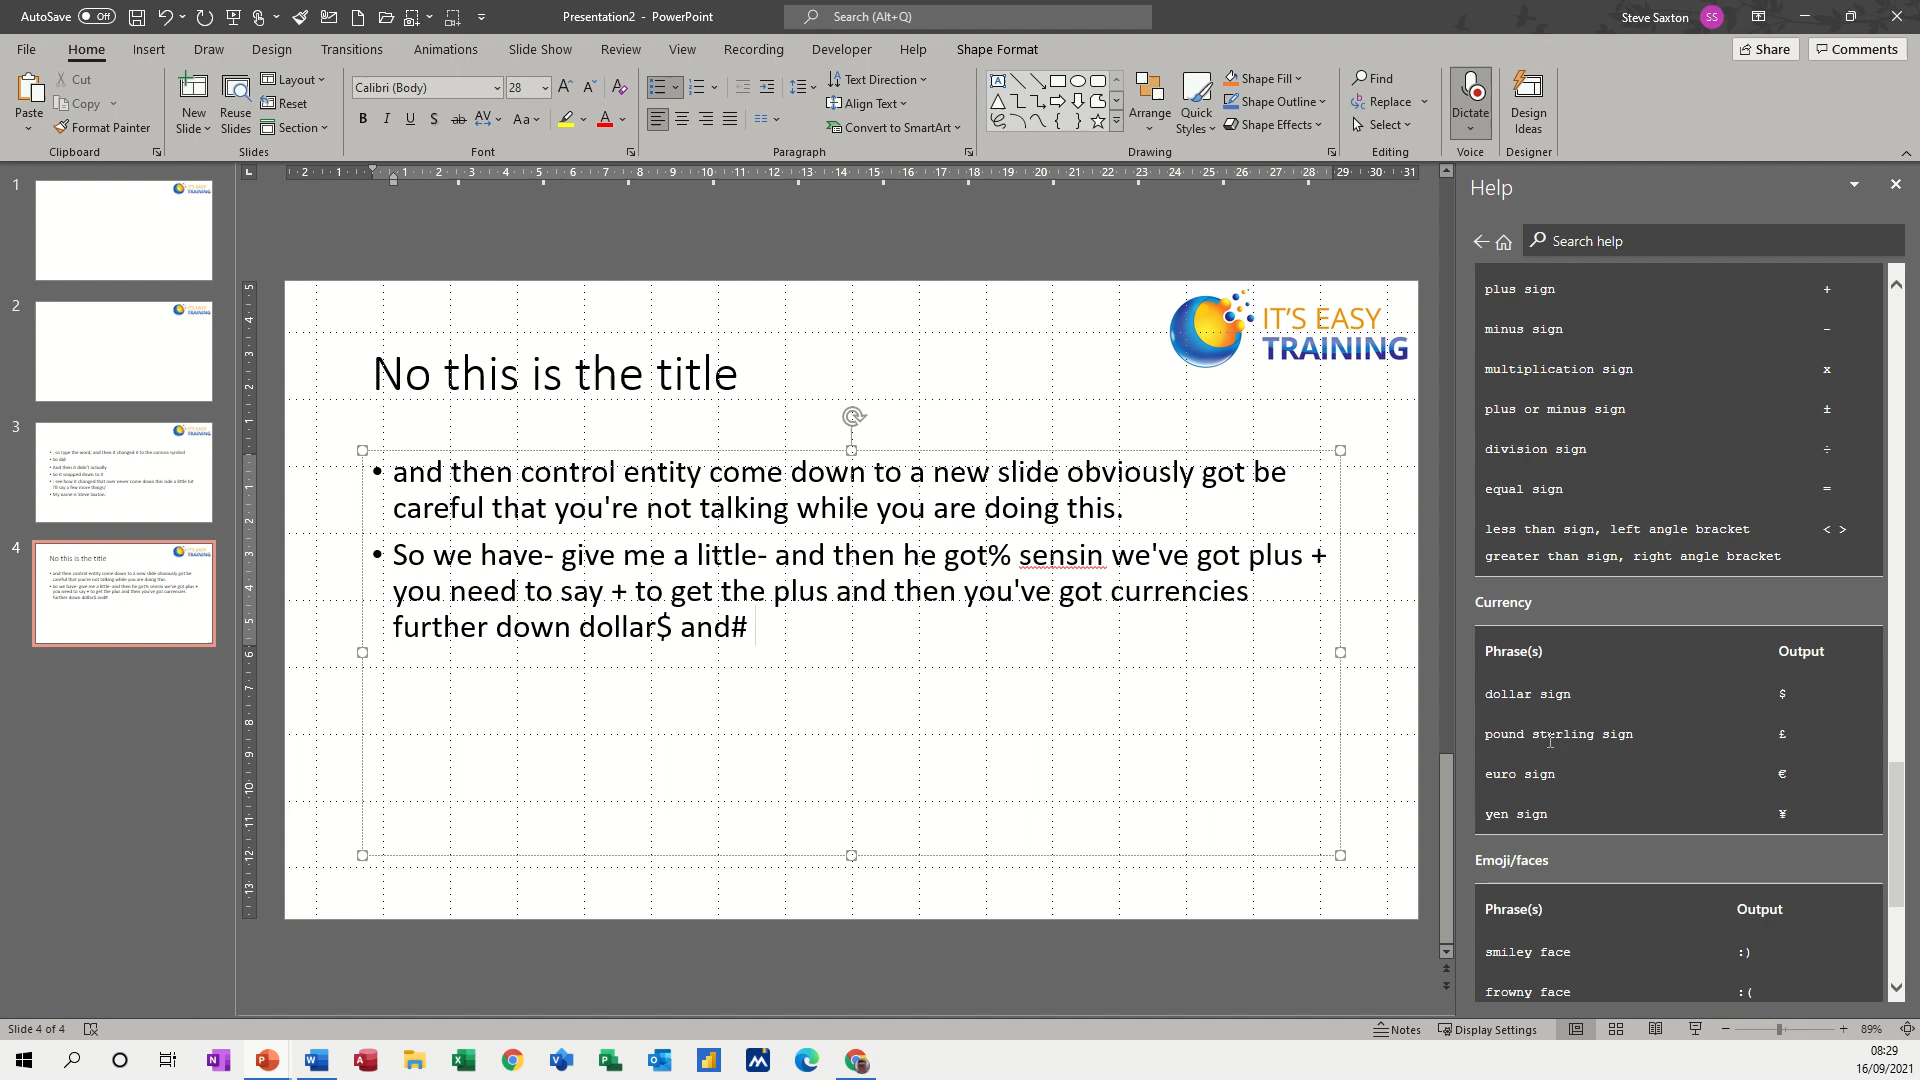 AutoSave Off
Presentation2 - PowerPoint
Search (Alt+Q)
Steve Saxton SS
File Home Insert Draw Design Transitions Animations Slide Show Review View Recording Developer Help Shape Format
Share Comments
Paste
Cut
Copy
Format Painter
Clipboard
New Slide
Reuse Slides
Layout
Reset
Section
Slides
Calibri (Body) 28
Font
Text Direction
Align Text
Convert to SmartArt
Paragraph
Arrange
Quick Styles
Shape Fill
Shape Outline
Shape Effects
Drawing
Find
Replace
Select
Editing
Dictate
Voice
Design Ideas
Designer
1
2
3
4
IT'S EASY
TRAINING
No this is the title
• and then control entity come down to a new slide obviously got be
careful that you're not talking while you are doing this.
• So we have- give me a little- and then he got% sensin we've got plus +
you need to say + to get the plus and then you've got currencies
further down dollar$ and#
Help
Search help
plus sign +
minus sign -
multiplication sign x
plus or minus sign ±
division sign ÷
equal sign =
less than sign, left angle bracket < >
greater than sign, right angle bracket
Currency
Phrase(s) Output
dollar sign $
pound sterling sign £
euro sign €
yen sign ¥
Emoji/faces
Phrase(s) Output
smiley face :)
frowny face :(
Slide 4 of 4
Notes
Display Settings
89%
08:29
16/09/2021